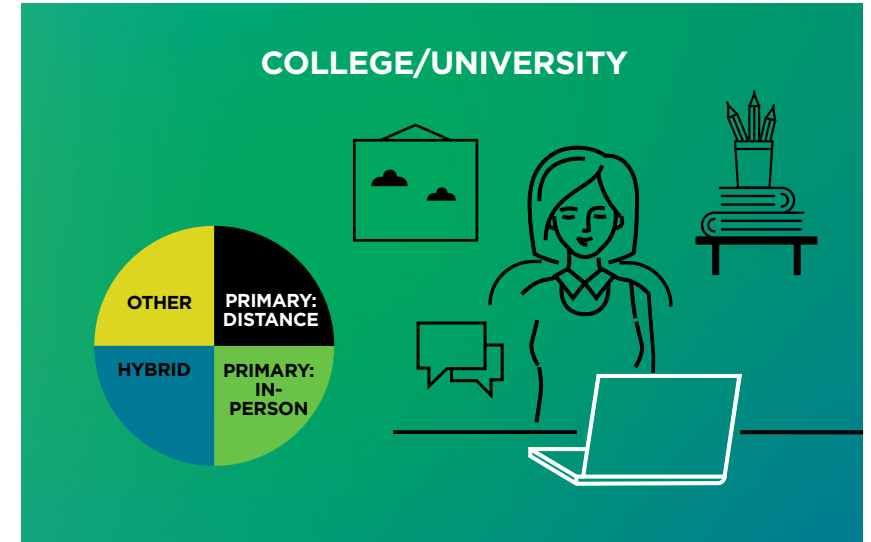 COLLEGE/UNIVERSITY
OTHER
PRIMARY:
DISTANCE
HYBRID
PRIMARY:
IN-
PERSON